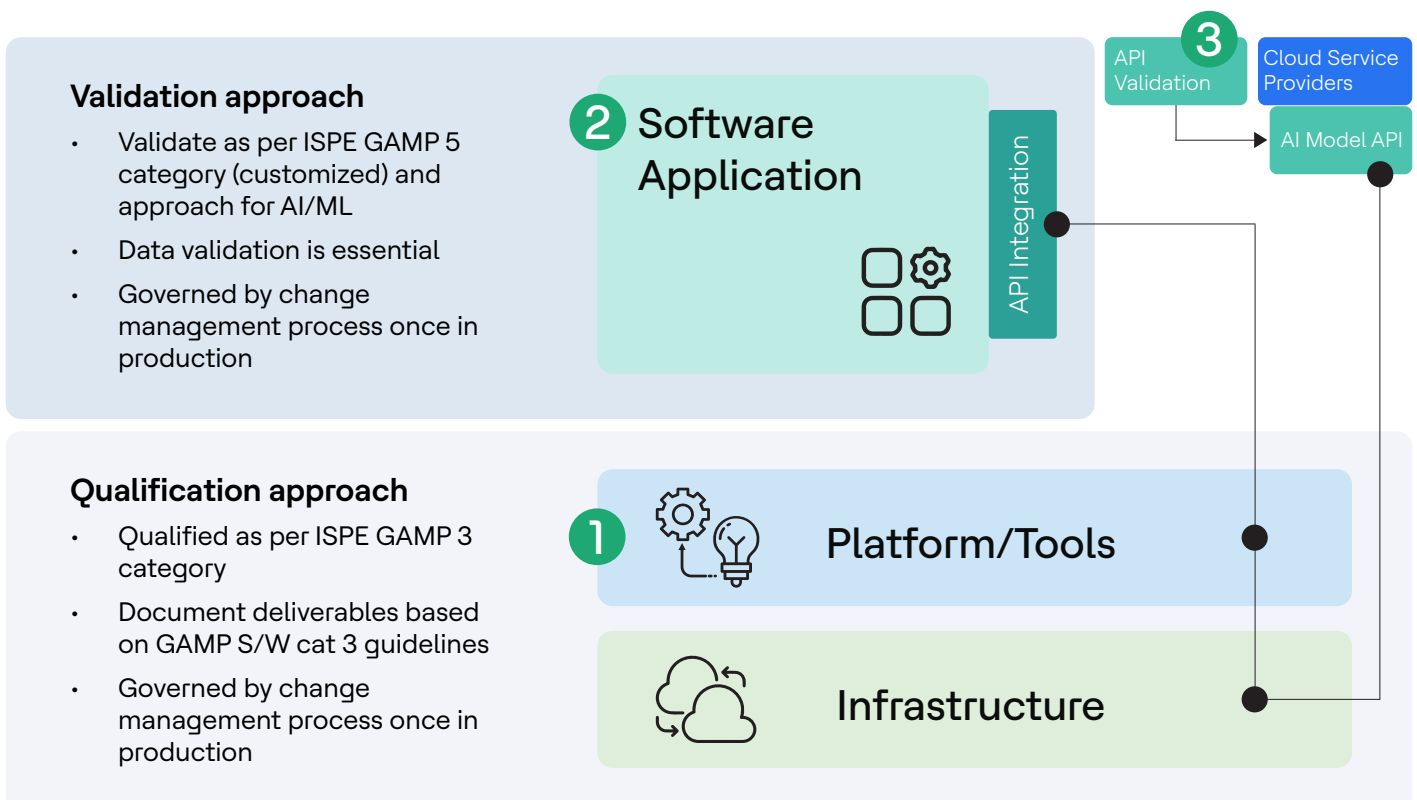 Validation approach
• Validate as per ISPE GAMP 5
category (customized) and
approach for AI/ML
• Data validation is essential
• Governed by change
management process once in
production
2
Software
Application
API Integration
3
API
Validation
Cloud Service
Providers
AI Model API
Qualification approach
• Qualified as per ISPE GAMP 3
category
• Document deliverables based
on GAMP S/W cat 3 guidelines
• Governed by change
management process once in
production
1
Platform/Tools
Infrastructure